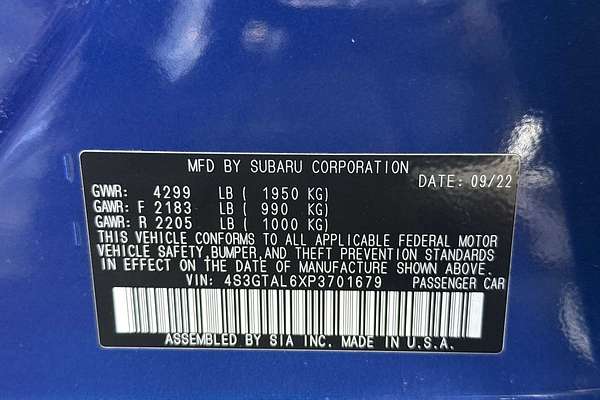 MFD BY SUBARU CORPORATION
DATE: 09/22
GVWR: 4299 LB ( 1950 KG)
GAWR: F 2183 LB ( 990 KG)
GAWR: R 2205 LB ( 1000 KG)
THIS VEHICLE CONFORMS TO ALL APPLICABLE FEDERAL MOTOR
VEHICLE SAFETY,BUMPER,AND THEFT PREVENTION STANDARDS
IN EFFECT ON THE DATE OF MANUFACTURE SHOWN ABOVE.
VIN: 4S3GTAL6XP3701679 PASSENGER CAR
ASSEMBLED BY SIA INC. MADE IN U.S.A.